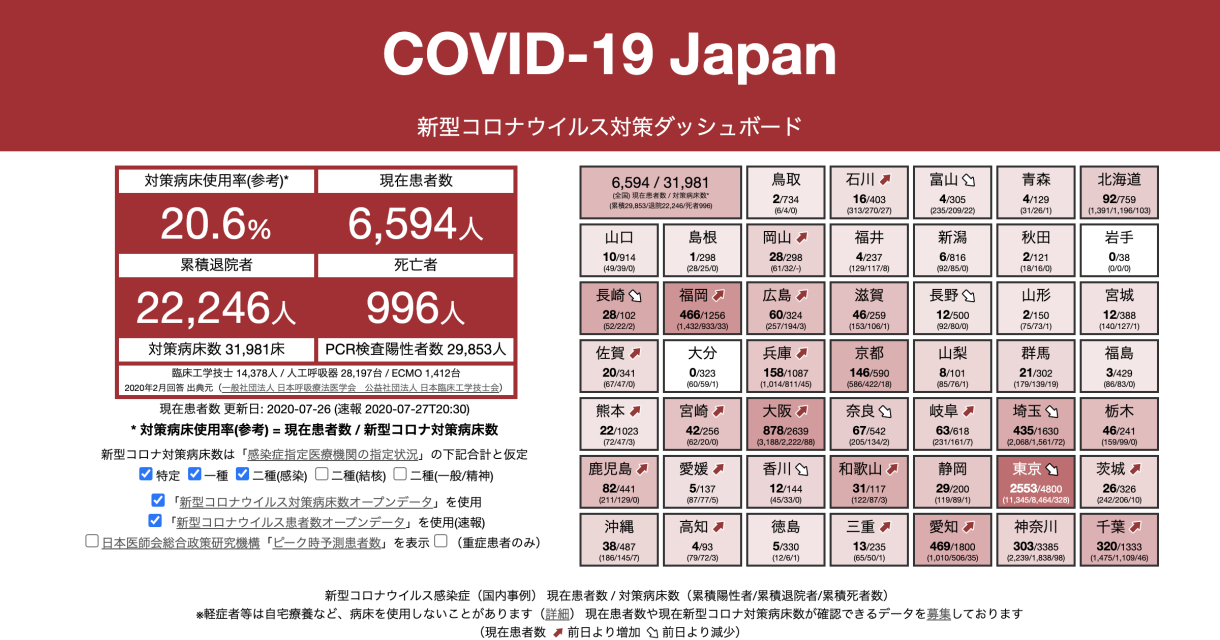 COVID-19 Japan
新型コロナウイルス対策ダッシュボード
対策病床使用率(参考)* 現在患者数
20.6% 6,594人
累積退院者 死亡者
22,246人 996人
対策病床数 31,981床 PCR検査陽性者数 29,853人
臨床工学技士 14,378人 / 人工呼吸器 28,197台 / ECMO 1,412台
2020年2月回答 出典元（一般社団法人 日本呼吸療法医学会　公益社団法人 日本臨床工学技士会）
現在患者数 更新日: 2020-07-26 (速報 2020-07-27T20:30)
* 対策病床使用率(参考) = 現在患者数 / 新型コロナ対策病床数
新型コロナ対策病床数は「感染症指定医療機関の指定状況」の下記合計と仮定
特定 一種 二種(感染) 二種(結核) 二種(一般/精神)
「新型コロナウイルス対策病床数オープンデータ」を使用
「新型コロナウイルス患者数オープンデータ」を使用(速報)
日本医師会総合政策研究機構「ピーク時予測患者数」を表示 （重症患者のみ）
6,594 / 31,981
(全国) 現在患者数 / 対策病床数*
(累積29,853/退院22,246/死者996)
鳥取 石川 富山 青森 北海道
2/734 16/403 4/305 4/129 92/759
(6/4/0) (313/270/27) (235/209/22) (31/26/1) (1,391/1,196/103)
山口 島根 岡山 福井 新潟 秋田 岩手
10/914 1/298 28/298 4/237 6/816 2/121 0/38
(49/39/0) (28/25/0) (61/32/-) (129/117/8) (92/85/0) (18/16/0) (0/0/0)
長崎 福岡 広島 滋賀 長野 山形 宮城
28/102 466/1256 60/324 46/259 12/500 2/150 12/388
(52/22/2) (1,432/933/33) (257/194/3) (153/106/1) (92/80/0) (75/73/1) (140/127/1)
佐賀 大分 兵庫 京都 山梨 群馬 福島
20/341 0/323 158/1087 146/590 8/101 21/302 3/429
(67/47/0) (60/59/1) (1,014/811/45) (586/422/18) (85/76/1) (179/139/19) (86/83/0)
熊本 宮崎 大阪 奈良 岐阜 埼玉 栃木
22/1023 42/256 878/2639 67/542 63/618 435/1630 46/241
(72/47/3) (62/20/0) (3,188/2,222/88) (205/134/2) (231/161/7) (2,068/1,561/72) (159/99/0)
鹿児島 愛媛 香川 和歌山 静岡 東京 茨城
82/441 5/137 12/144 31/117 29/200 2553/4800 26/326
(211/129/0) (87/77/5) (45/33/0) (122/87/3) (119/89/1) (11,345/8,464/328) (242/206/10)
沖縄 高知 徳島 三重 愛知 神奈川 千葉
38/487 4/93 5/330 13/235 469/1800 303/3385 320/1333
(186/145/7) (79/72/3) (12/6/1) (65/50/1) (1,010/506/35) (2,239/1,838/98) (1,475/1,109/46)
新型コロナウイルス感染症（国内事例） 現在患者数 / 対策病床数（累積陽性者/累積退院者/累積死者数）
※軽症者等は自宅療養など、病床を使用しないことがあります（詳細） 現在患者数や現在新型コロナ対策病床数が確認できるデータを募集しております
（現在患者数 前日より増加 前日より減少）